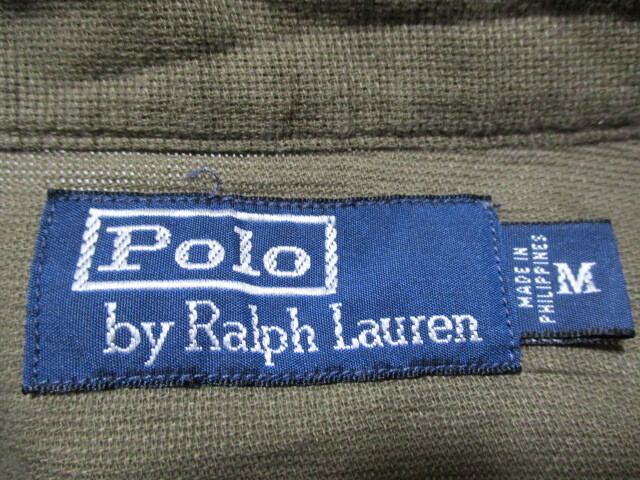 Polo
by Ralph Lauren
MADE IN
PHILIPPINES
M